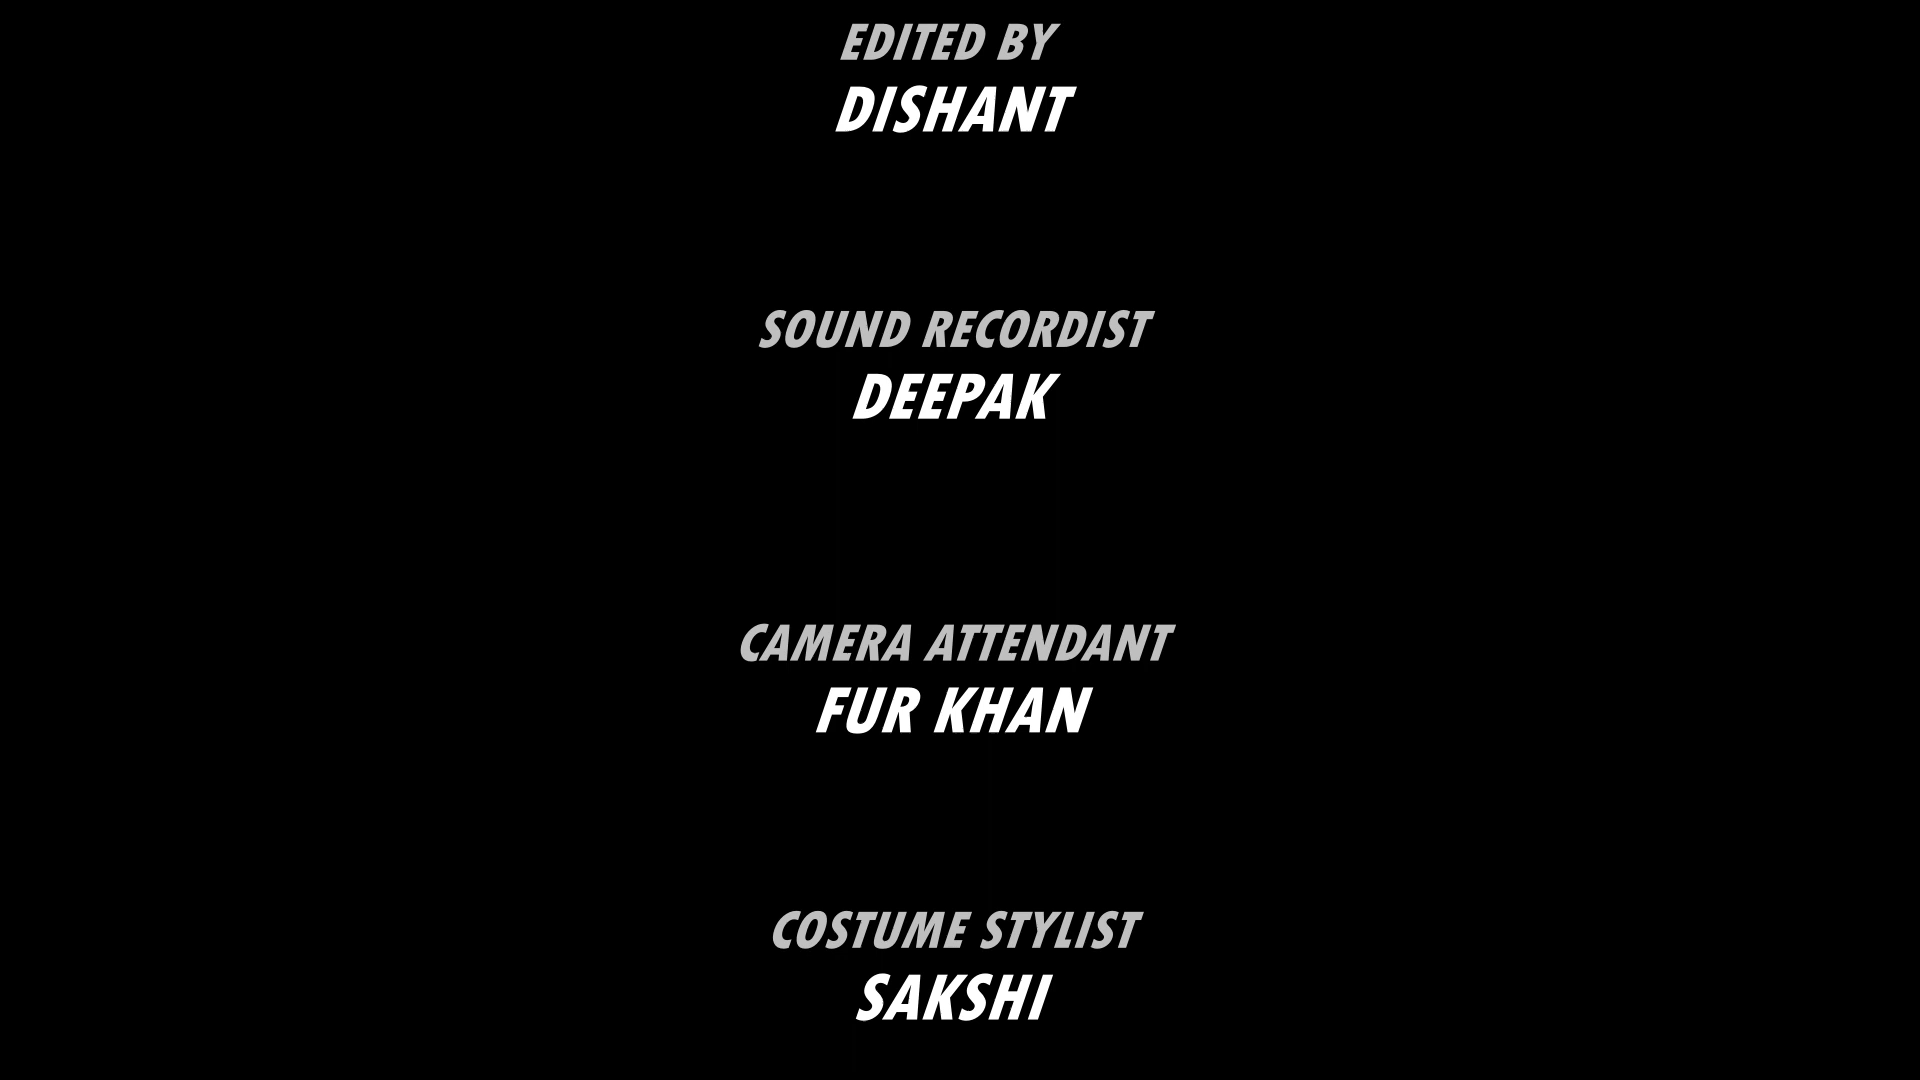 EDITED BY
DISHANT
SOUND RECORDIST
DEEPAK
CAMERA ATTENDANT
FUR KHAN
COSTUME STYLIST
SAKSHI